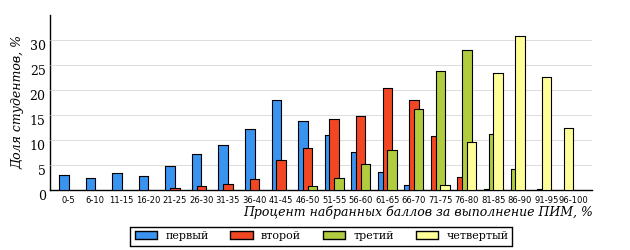 Доля студентов, %
30
25
20
15
10
5
0
0-5 6-10 11-15 16-20 21-25 26-30 31-35 36-40 41-45 46-50 51-55 56-60 61-65 66-70 71-75 76-80 81-85 86-90 91-95 96-100
Процент набранных баллов за выполнение ПИМ, %
первый второй третий четвертый